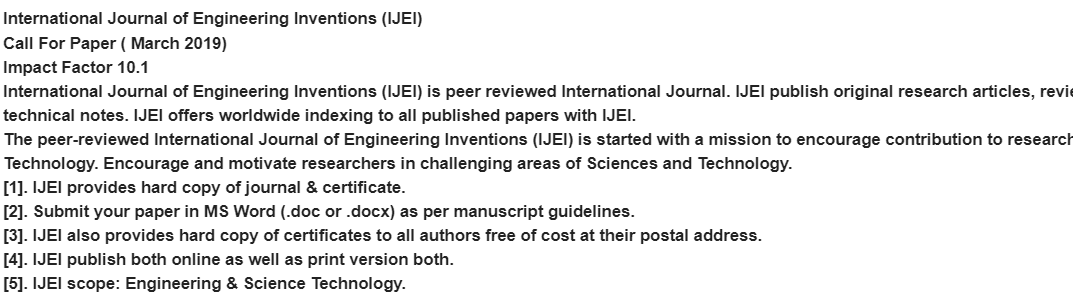 International Journal of Engineering Inventions (IJEI)
Call For Paper ( March 2019)
Impact Factor 10.1
International Journal of Engineering Inventions (IJEI) is peer reviewed International Journal. IJEI publish original research articles,
technical notes. IJEI offers worldwide indexing to all published papers with IJEI.
The peer-reviewed International Journal of Engineering Inventions (IJEI) is started with a mission to encourage contribution to research
Technology. Encourage and motivate researchers in challenging areas of Sciences and Technology.
[1]. IJEI provides hard copy of journal & certificate.
[2]. Submit your paper in MS Word (.doc or .docx) as per manuscript guidelines.
[3]. IJEI also provides hard copy of certificates to all authors free of cost at their postal address.
[4]. IJEI publish both online as well as print version both.
[5]. IJEI scope: Engineering & Science Technology.